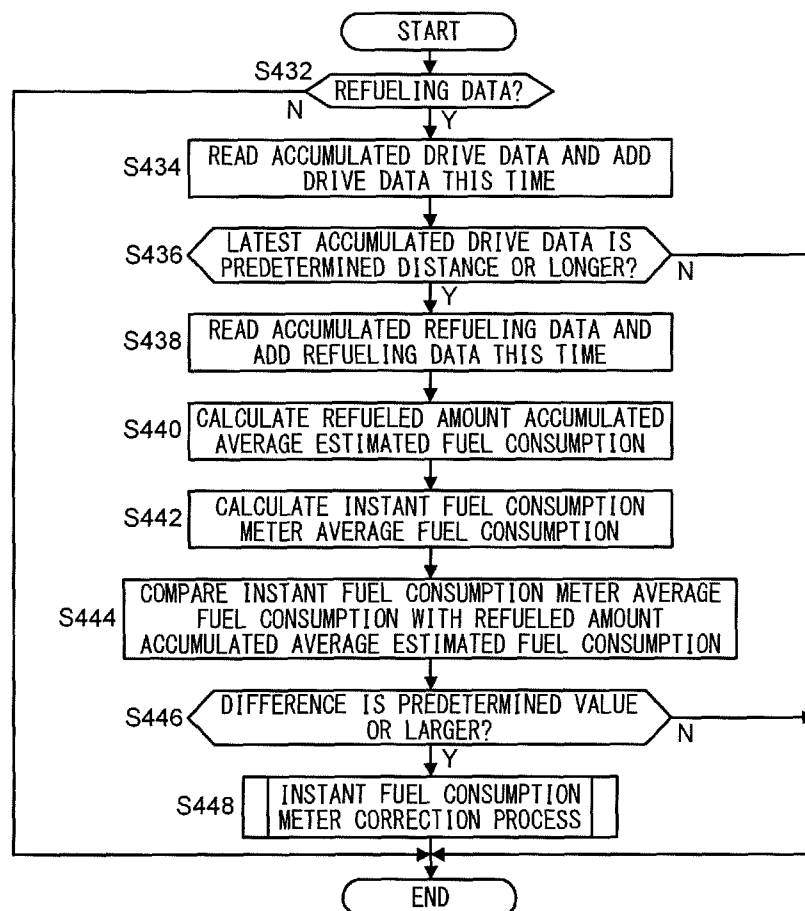 START
S432
REFUELING DATA?
N
Y
S434
READ ACCUMULATED DRIVE DATA AND ADD
DRIVE DATA THIS TIME
S436
LATEST ACCUMULATED DRIVE DATA IS
PREDETERMINED DISTANCE OR LONGER?
N
Y
S438
READ ACCUMULATED REFUELING DATA AND
ADD REFUELING DATA THIS TIME
S440
CALCULATE REFUELED AMOUNT ACCUMULATED
AVERAGE ESTIMATED FUEL CONSUMPTION
S442
CALCULATE INSTANT FUEL CONSUMPTION
METER AVERAGE FUEL CONSUMPTION
S444
COMPARE INSTANT FUEL CONSUMPTION METER AVERAGE
FUEL CONSUMPTION WITH REFUELED AMOUNT
ACCUMULATED AVERAGE ESTIMATED FUEL CONSUMPTION
S446
DIFFERENCE IS PREDETERMINED VALUE
OR LARGER?
N
Y
S448
INSTANT FUEL CONSUMPTION
METER CORRECTION PROCESS
END